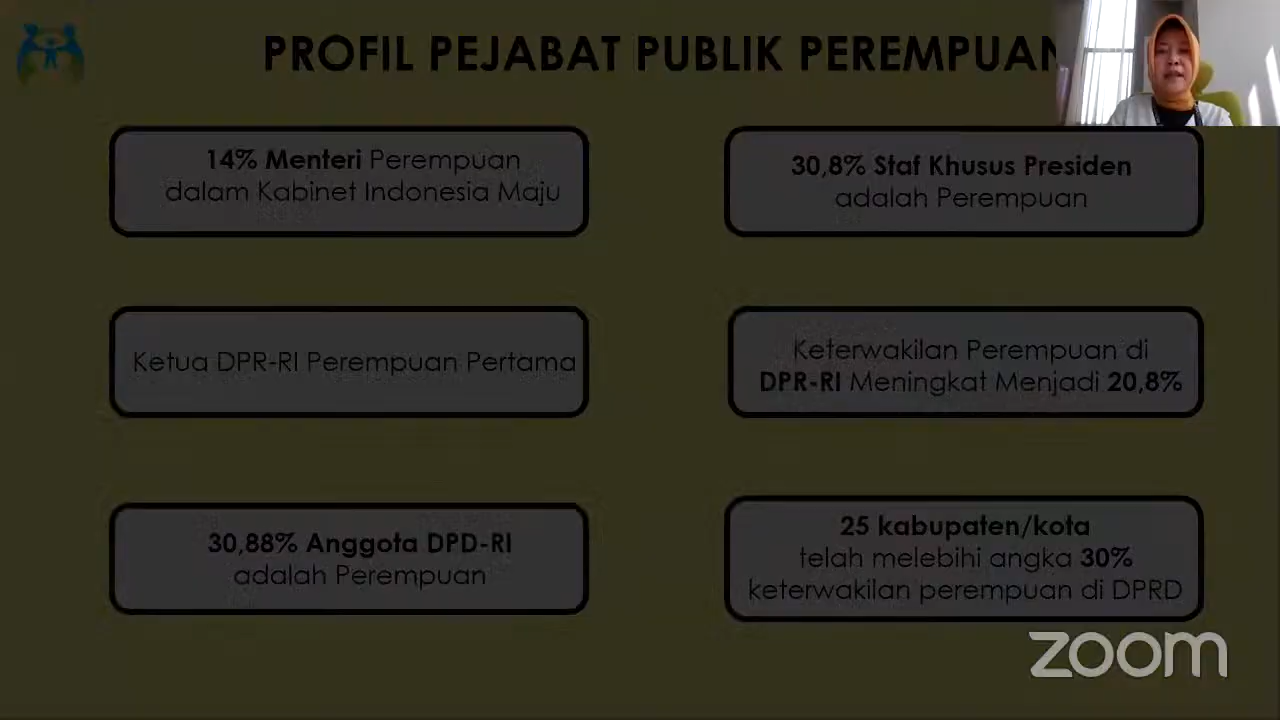 PROFIL PEJABAT PUBLIK PEREMPUAN
14% Menteri Perempuan
dalam Kabinet Indonesia Maju
30,8% Staf Khusus Presiden
adalah Perempuan
Ketua DPR-RI Perempuan Pertama
Keterwakilan Perempuan di
DPR-RI Meningkat Menjadi 20,8%
30,88% Anggota DPD-RI
adalah Perempuan
25 kabupaten/kota
telah melebihi angka 30%
keterwakilan perempuan di DPRD
zoom